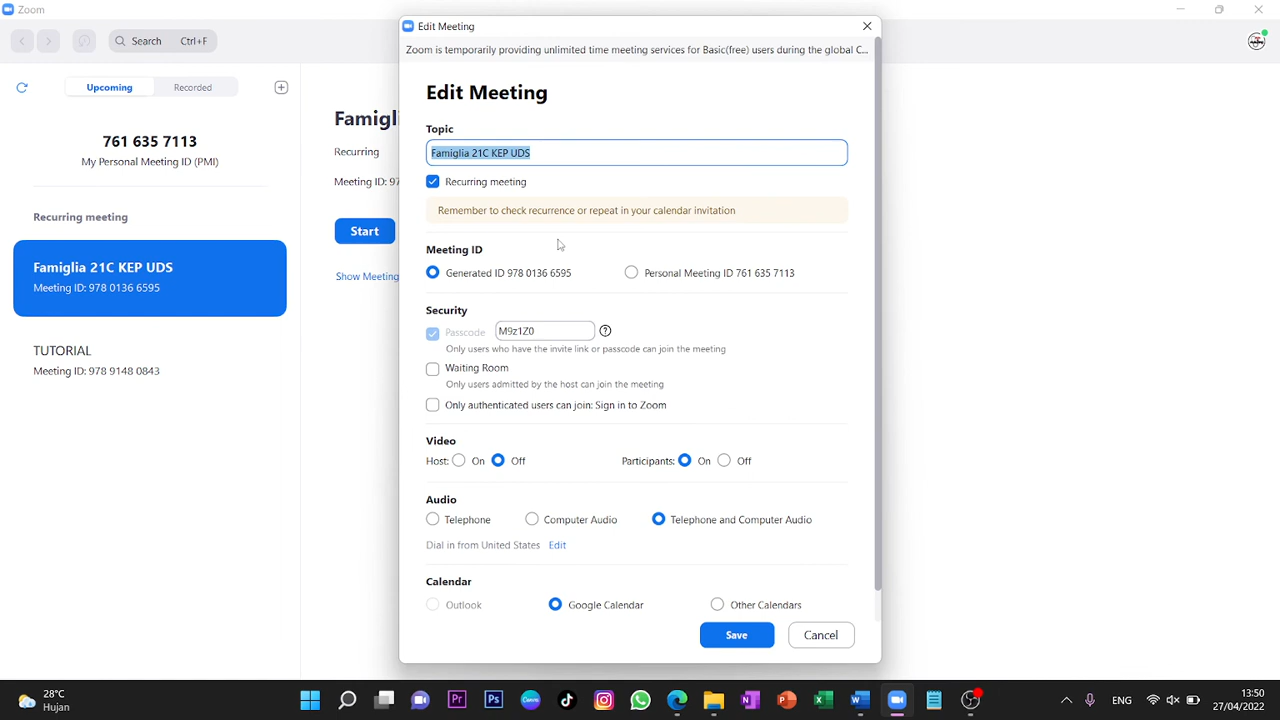 Zoom
Search Ctrl+F
Upcoming
Recorded
761 635 7113
My Personal Meeting ID (PMI)
Recurring meeting
Famiglia 21C KEP UDS
Meeting ID: 978 0136 6595
TUTORIAL
Meeting ID: 978 9148 0843
Famigl
Recurring
Meeting ID: 97
Start
Show Meeting
Edit Meeting
Zoom is temporarily providing unlimited time meeting services for Basic(free) users during the global C...
Edit Meeting
Topic
Famiglia 21C KEP UDS
Recurring meeting
Remember to check recurrence or repeat in your calendar invitation
Meeting ID
Generated ID 978 0136 6595 Personal Meeting ID 761 635 7113
Security
Passcode M9z1Z0
Only users who have the invite link or passcode can join the meeting
Waiting Room
Only users admitted by the host can join the meeting
Only authenticated users can join: Sign in to Zoom
Video
Host: On Off Participants: On Off
Audio
Telephone Computer Audio Telephone and Computer Audio
Dial in from United States Edit
Calendar
Outlook Google Calendar Other Calendars
Save Cancel
28°C
Hujan
Pr
Ps
Canva
ENG
13:50
27/04/2022